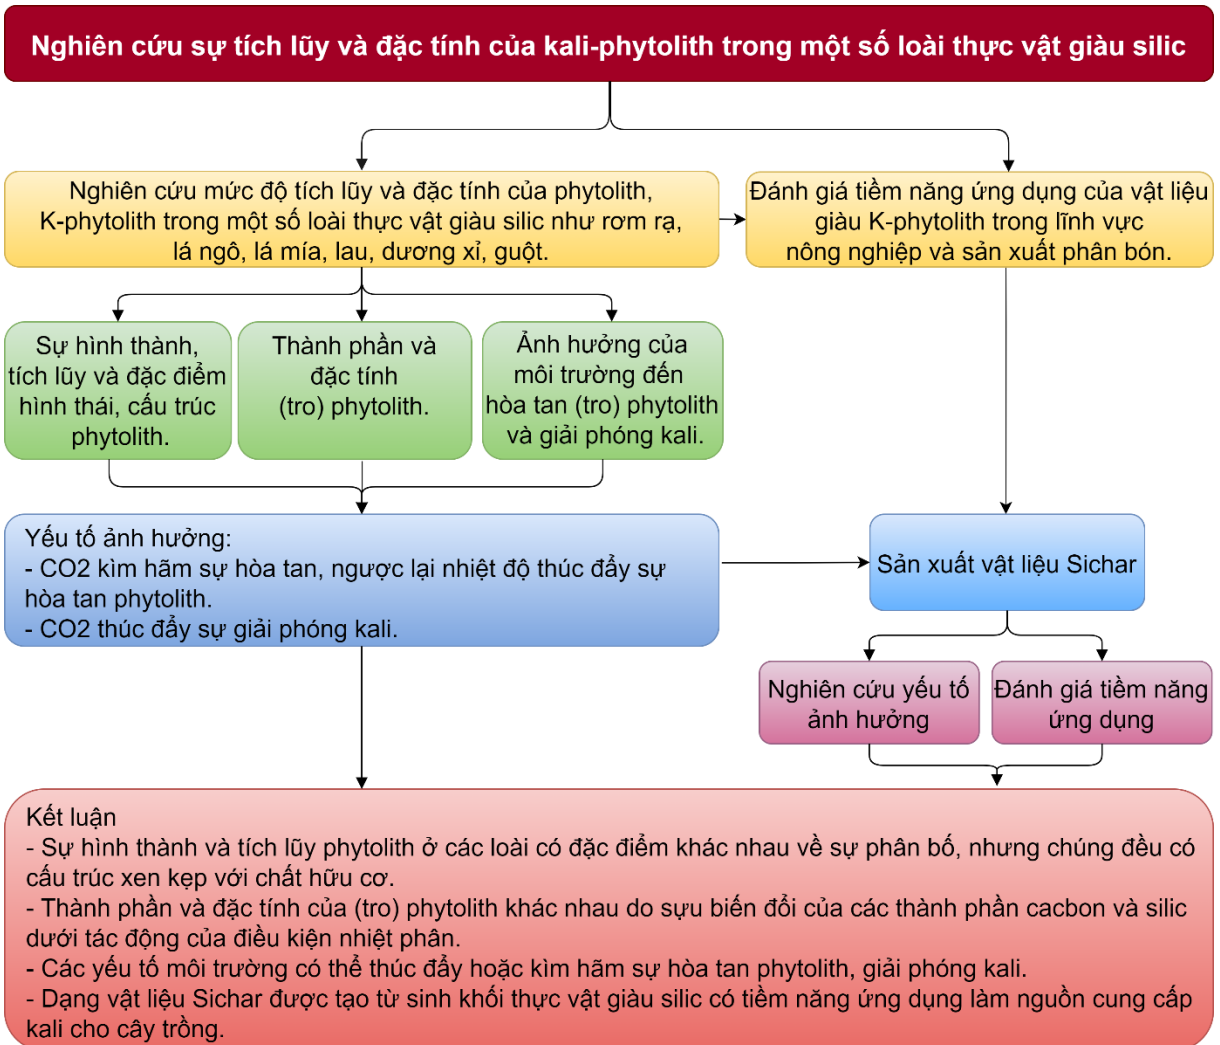 Nghiên cứu sự tích lũy và đặc tính của kali-phytolith trong một số loài thực vật giàu silic
Nghiên cứu mức độ tích lũy và đặc tính của phytolith,
K-phytolith trong một số loài thực vật giàu silic như rơm rạ,
lá ngô, lá mía, lau, dương xỉ, guột.
Đánh giá tiềm năng ứng dụng của vật liệu
giàu K-phytolith trong lĩnh vực
nông nghiệp và sản xuất phân bón.
Sự hình thành,
tích lũy và đặc điểm
hình thái, cấu trúc
phytolith.
Thành phần và
đặc tính
(tro) phytolith.
Ảnh hưởng của
môi trường đến
hòa tan (tro) phytolith
và giải phóng kali.
Yếu tố ảnh hưởng:
- CO2 kìm hãm sự hòa tan, ngược lại nhiệt độ thúc đẩy sự
hòa tan phytolith.
- CO2 thúc đẩy sự giải phóng kali.
Sản xuất vật liệu Sichar
Nghiên cứu yếu tố
ảnh hưởng
Đánh giá tiềm năng
ứng dụng
Kết luận
- Sự hình thành và tích lũy phytolith ở các loài có đặc điểm khác nhau về sự phân bố, nhưng chúng đều có
cấu trúc xen kẹp với chất hữu cơ.
- Thành phần và đặc tính của (tro) phytolith khác nhau do sựu biến đổi của các thành phần cacbon và silic
dưới tác động của điều kiện nhiệt phân.
- Các yếu tố môi trường có thể thúc đẩy hoặc kìm hãm sự hòa tan phytolith, giải phóng kali.
- Dạng vật liệu Sichar được tạo từ sinh khối thực vật giàu silic có tiềm năng ứng dụng làm nguồn cung cấp
kali cho cây trồng.